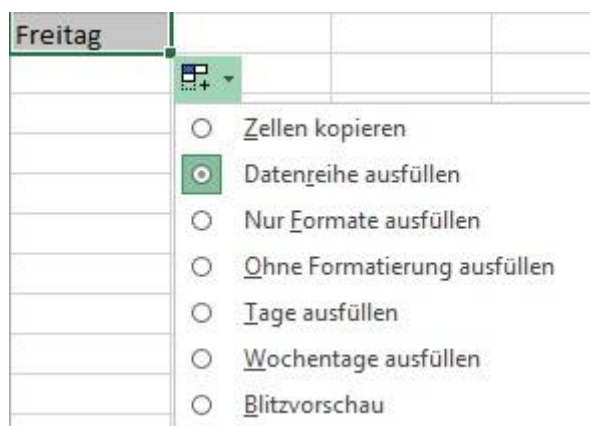 Freitag
Zellen kopieren
Datenreihe ausfüllen
Nur Formate ausfüllen
Ohne Formatierung ausfüllen
Tage ausfüllen
Wochentage ausfüllen
Blitzvorschau